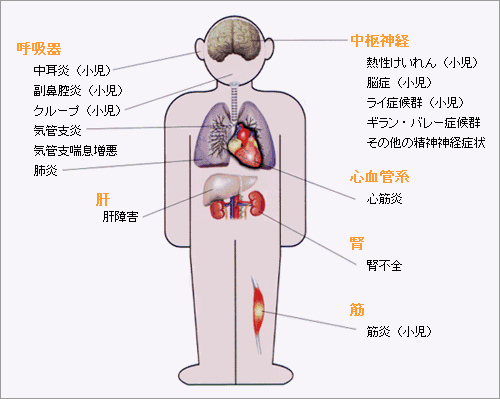 呼吸器
中耳炎（小児）
副鼻腔炎（小児）
クループ（小児）
気管支炎
気管支喘息増悪
肺炎
肝
肝障害
中枢神経
熱性けいれん（小児）
脳症（小児）
ライ症候群（小児）
ギラン・バレー症候群
その他の精神神経症状
心血管系
心筋炎
腎
腎不全
筋
筋炎（小児）